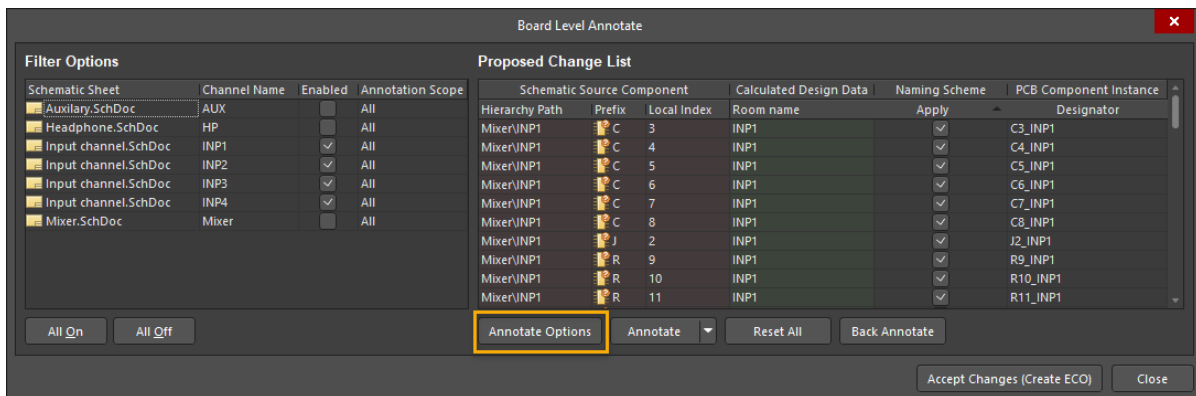 Board Level Annotate
Filter Options
Proposed Change List
Schematic Sheet Channel Name Enabled Annotation Scope
Auxilary.SchDoc AUX All
Headphone.SchDoc HP All
Input channel.SchDoc INP1 All
Input channel.SchDoc INP2 All
Input channel.SchDoc INP3 All
Input channel.SchDoc INP4 All
Mixer.SchDoc Mixer All
Schematic Source Component Calculated Design Data Naming Scheme PCB Component Instance
Hierarchy Path Prefix Local Index Room name Apply Designator
Mixer\INP1 C 3 INP1 C3_INP1
Mixer\INP1 C 4 INP1 C4_INP1
Mixer\INP1 C 5 INP1 C5_INP1
Mixer\INP1 C 6 INP1 C6_INP1
Mixer\INP1 C 7 INP1 C7_INP1
Mixer\INP1 C 8 INP1 C8_INP1
Mixer\INP1 J 2 INP1 J2_INP1
Mixer\INP1 R 9 INP1 R9_INP1
Mixer\INP1 R 10 INP1 R10_INP1
Mixer\INP1 R 11 INP1 R11_INP1
All On All Off Annotate Options Annotate Reset All Back Annotate
Accept Changes (Create ECO) Close